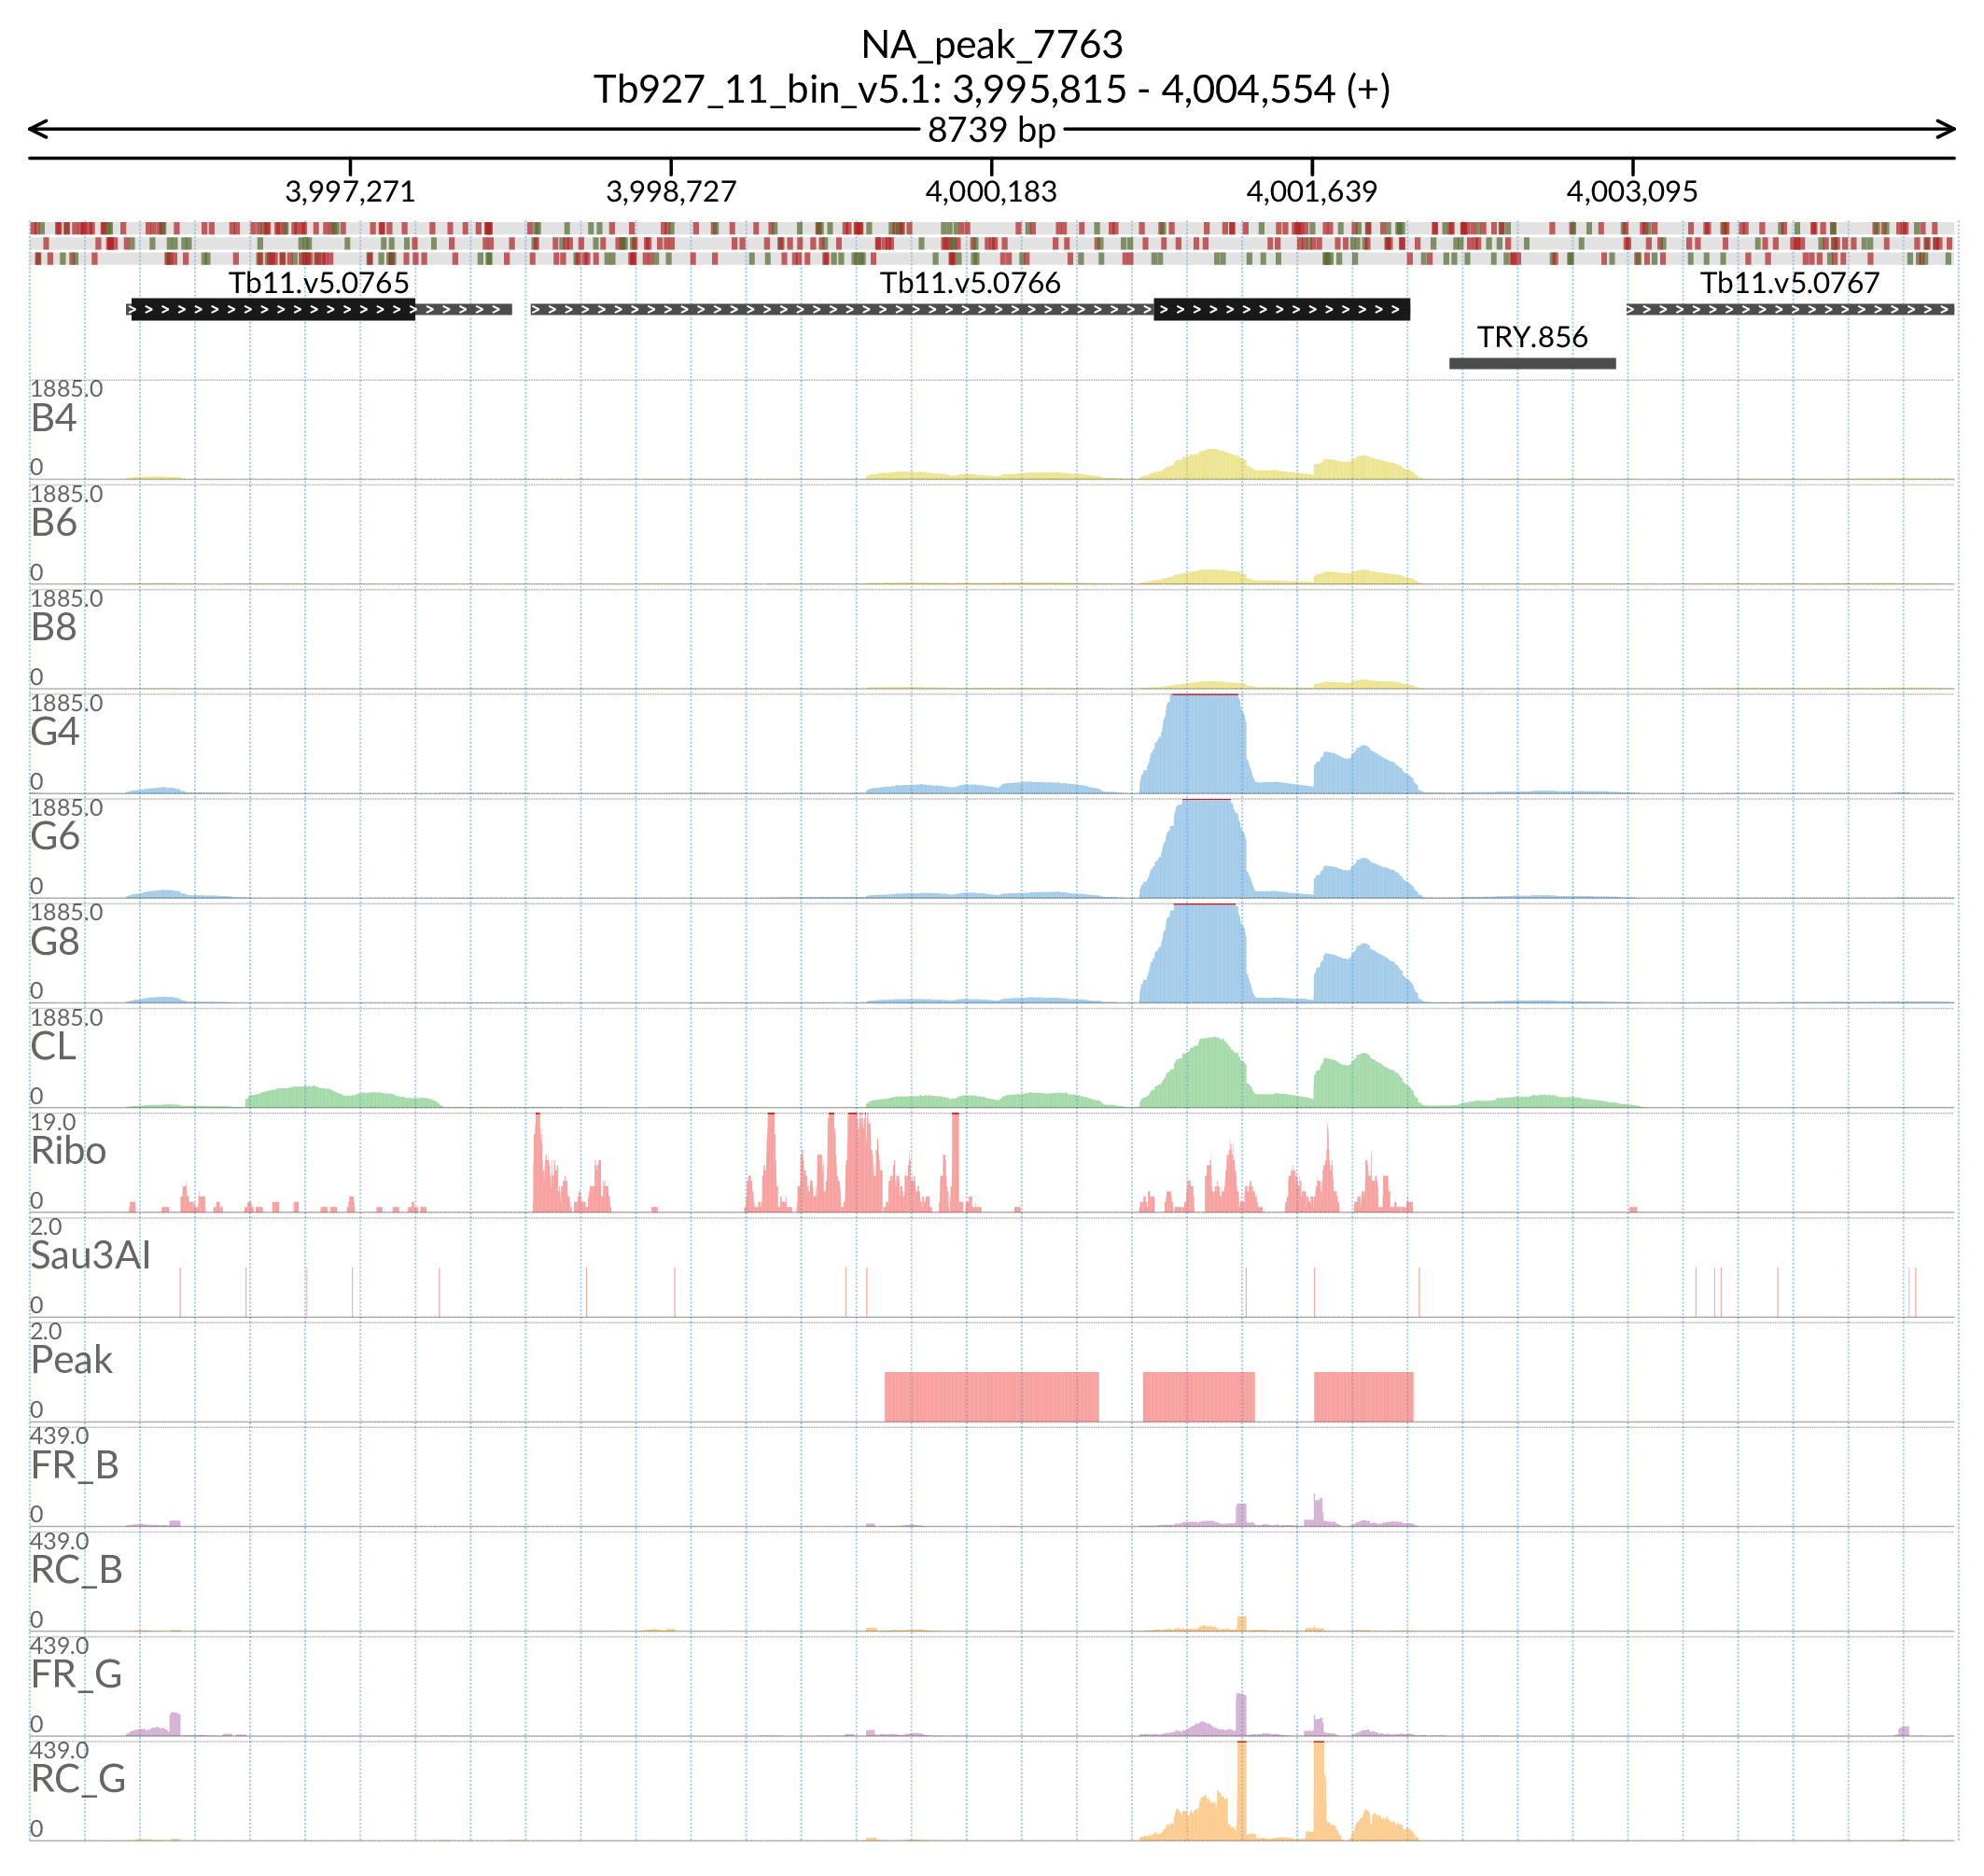 NA_peak_7763
Tb927_11_bin_v5.1: 3,995,815 - 4,004,554 (+)
8739 bp
3,997,271 3,998,727 4,000,183 4,001,639 4,003,095
Tb11.v5.0765 Tb11.v5.0766 Tb11.v5.0767
TRY.856
1885.0
B4
0
1885.0
B6
0
1885.0
B8
0
1885.0
G4
0
1885.0
G6
0
1885.0
G8
0
1885.0
CL
0
19.0
Ribo
0
2.0
Sau3AI
0
2.0
Peak
0
439.0
FR_B
0
439.0
RC_B
0
439.0
FR_G
0
439.0
RC_G
0